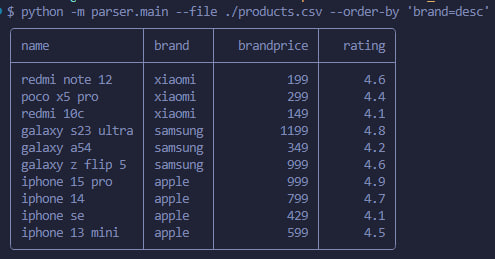 $ python -m parser.main --file ./products.csv --order-by 'brand=desc'
name brand brandprice rating
redmi note 12 xiaomi 199 4.6
poco x5 pro xiaomi 299 4.4
redmi 10c xiaomi 149 4.1
galaxy s23 ultra samsung 1199 4.8
galaxy a54 samsung 349 4.2
galaxy z flip 5 samsung 999 4.6
iphone 15 pro apple 999 4.9
iphone 14 apple 799 4.7
iphone se apple 429 4.1
iphone 13 mini apple 599 4.5